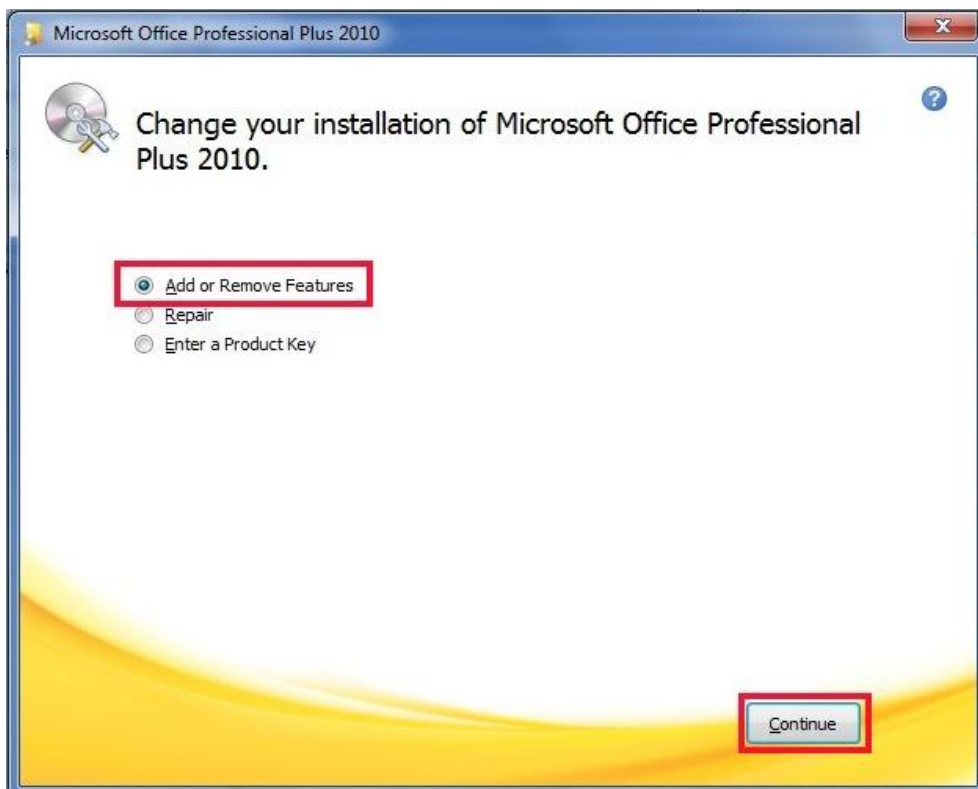 Microsoft Office Professional Plus 2010
Change your installation of Microsoft Office Professional
Plus 2010.
Add or Remove Features
Repair
Enter a Product Key
Continue